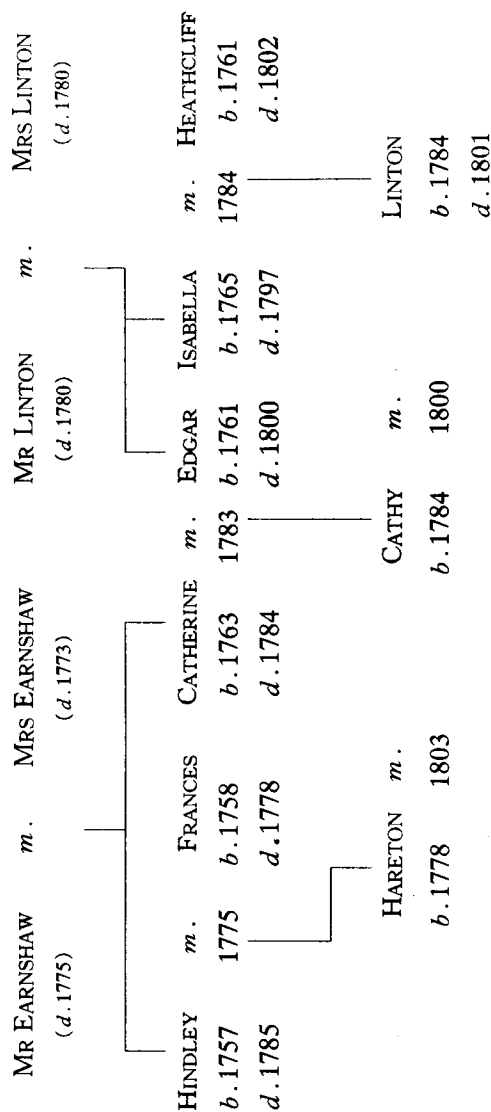 MR EARNSHAW m. MRS EARNSHAW MR LINTON m. MRS LINTON
(d.1775) (d.1773) (d.1780) (d.1780)
HINDLEY m. FRANCES CATHERINE m. EDGAR ISABELLA m. HEATHCLIFF
b.1757 1775 b.1758 b.1763 1783 b.1761 b.1765 1784 b.1761
d.1785 d.1778 d.1784 d.1800 d.1797 d.1802
HARETON m. CATHY m. LINTON
b.1778 1803 b.1784 1800 b.1784
d.1801